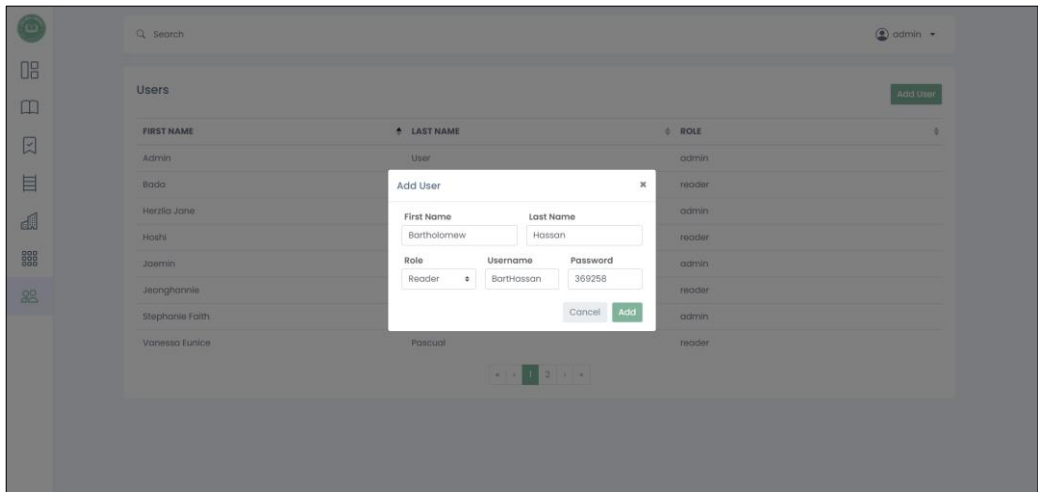 Search
admin
Users
Add User
FIRST NAME LAST NAME ROLE
Admin User admin
Bada reader
Herzlia Jane admin
Hoshi reader
Jaemin admin
Jeonghannie reader
Stephanie Faith admin
Vanessa Eunice Pascual reader
« ‹ 1 2 › »
Add User ×
First Name Last Name
Bartholomew Hassan
Role Username Password
Reader BartHassan 369258
Cancel Add